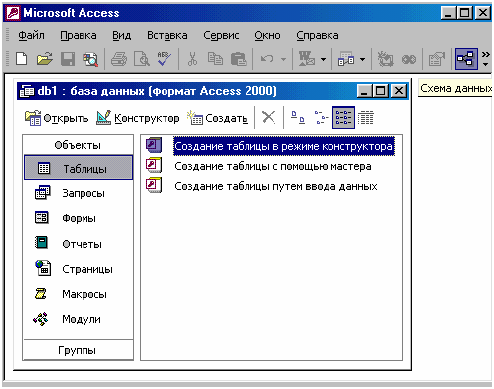 Microsoft Access
Файл Правка Вид Вставка Сервис Окно Справка
Схема данных
db1 : база данных (формат Access 2000)
Открыть Конструктор Создать
Объекты
Таблицы
Запросы
Формы
Отчеты
Страницы
Макросы
Модули
Группы
Создание таблицы в режиме конструктора
Создание таблицы с помощью мастера
Создание таблицы путем ввода данных